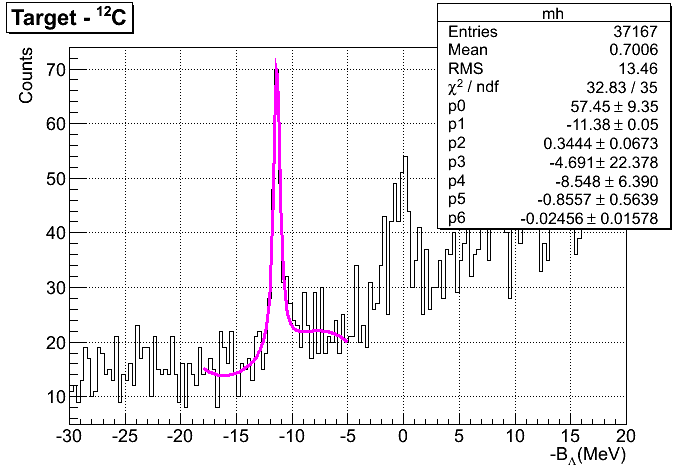 Target - ¹²C
mh
Entries 37167
Mean 0.7006
RMS 13.46
χ² / ndf 32.83 / 35
p0 57.45 ± 9.35
p1 -11.38 ± 0.05
p2 0.3444 ± 0.0673
p3 -4.691 ± 22.378
p4 -8.548 ± 6.390
p5 -0.8557 ± 0.5639
p6 -0.02456 ± 0.01578
Counts
70
60
50
40
30
20
10
-30 -25 -20 -15 -10 -5 0 5 10 15 20
-B_Λ(MeV)